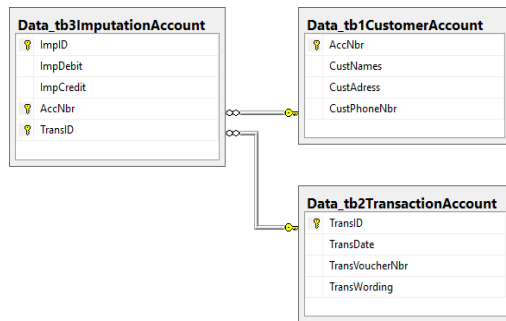 Data_tb3ImputationAccount
ImpID
ImpDebit
ImpCredit
AccNbr
TransID
Data_tb1CustomerAccount
AccNbr
CustNames
CustAdress
CustPhoneNbr
Data_tb2TransactionAccount
TransID
TransDate
TransVoucherNbr
TransWording